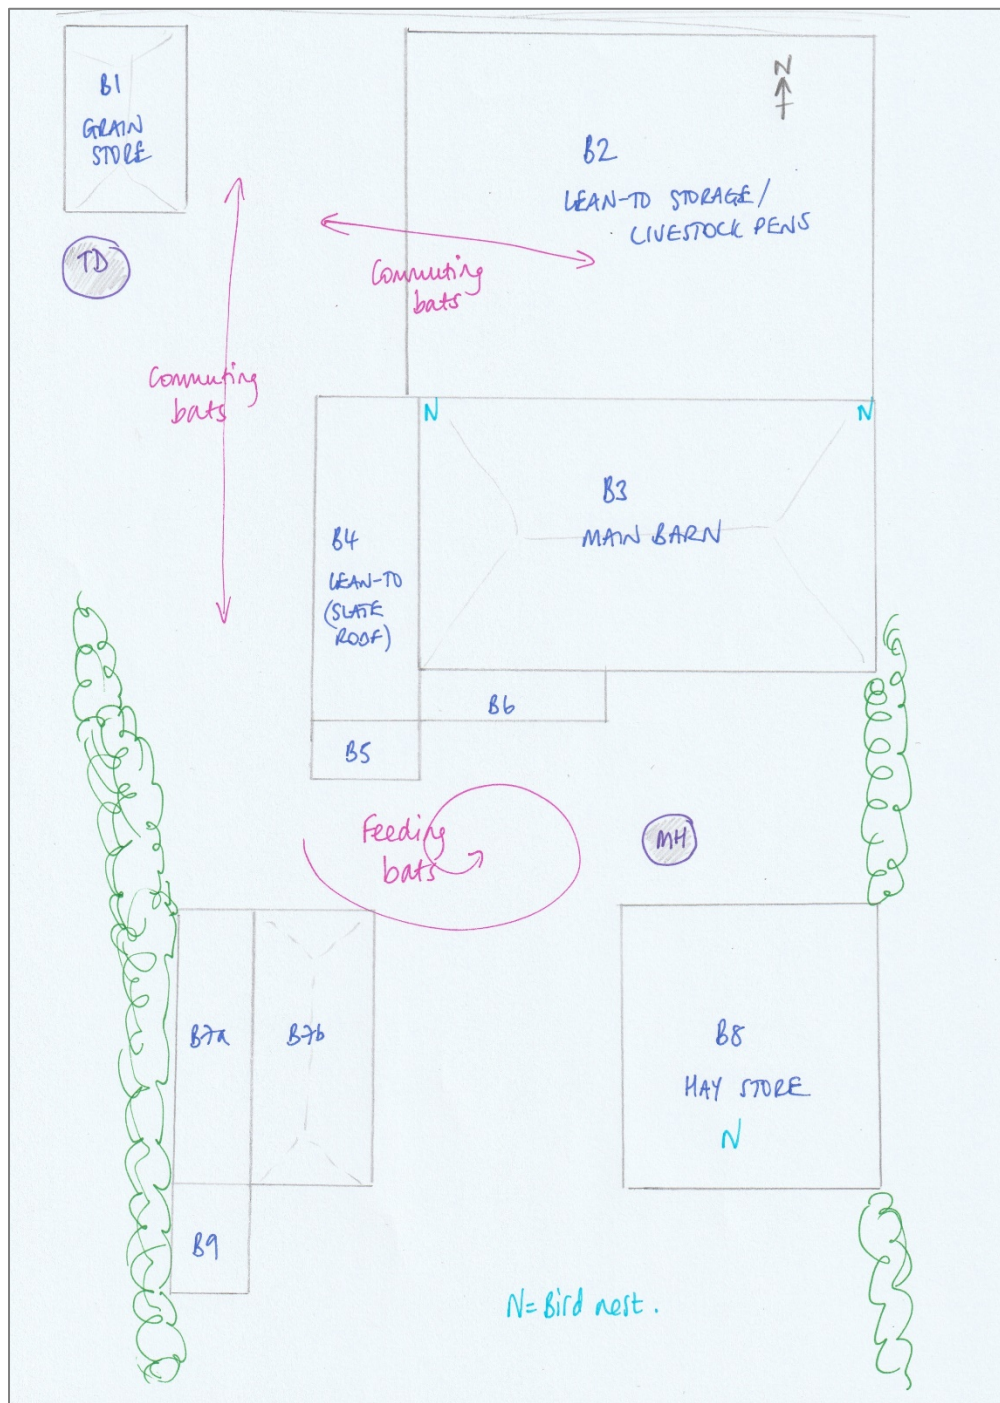 B1
GRAIN
STORE
N
B2
LEAN-TO STORAGE/
LIVESTOCK PENS
TD
Commuting
bats
Commuting
bats
N
N
B3
MAIN BARN
B4
LEAN-TO
(SLATE
ROOF)
B6
B5
Feeding
bats
MH
B7a
B7b
B8
HAY STORE
N
B9
N=Bird nest.